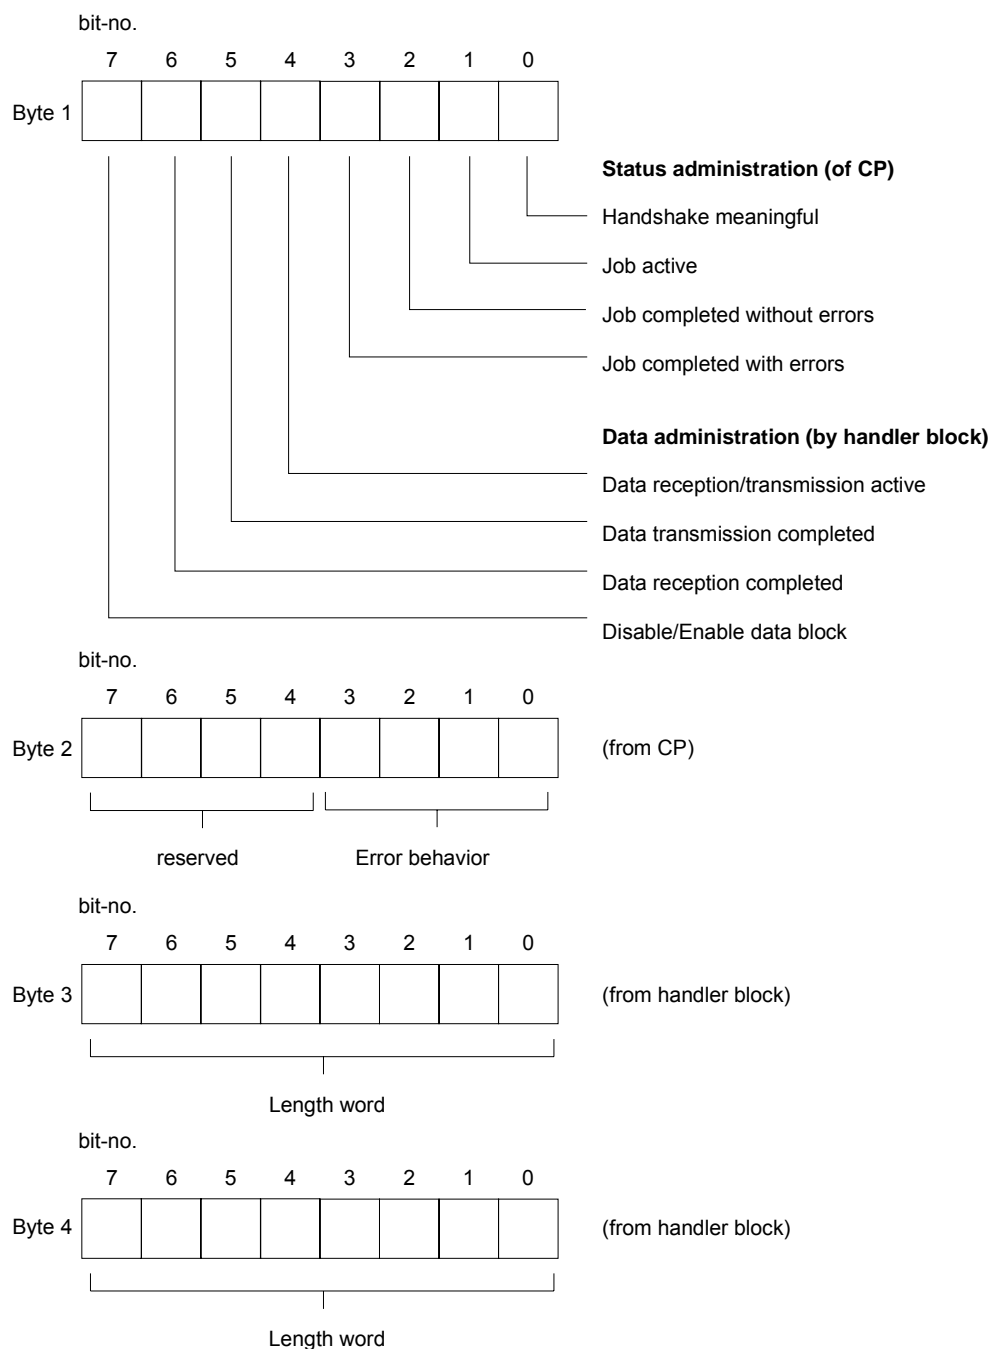 bit-no.
7 6 5 4 3 2 1 0
Byte 1
Status administration (of CP)
Handshake meaningful
Job active
Job completed without errors
Job completed with errors
Data administration (by handler block)
Data reception/transmission active
Data transmission completed
Data reception completed
Disable/Enable data block
bit-no.
7 6 5 4 3 2 1 0
Byte 2 (from CP)
reserved Error behavior
bit-no.
7 6 5 4 3 2 1 0
Byte 3 (from handler block)
Length word
bit-no.
7 6 5 4 3 2 1 0
Byte 4 (from handler block)
Length word